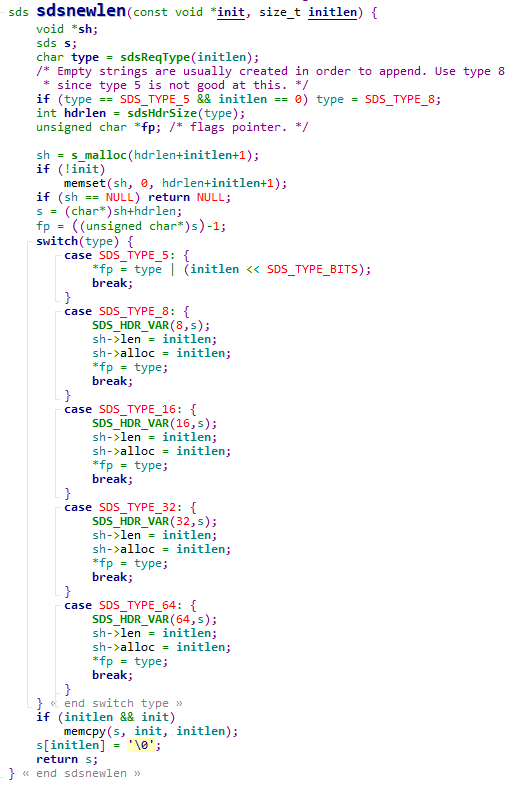 sds sdsnewlen(const void *init, size_t initlen) {
    void *sh;
    sds s;
    char type = sdsReqType(initlen);
    /* Empty strings are usually created in order to append. Use type 8
     * since type 5 is not good at this. */
    if (type == SDS_TYPE_5 && initlen == 0) type = SDS_TYPE_8;
    int hdrlen = sdsHdrSize(type);
    unsigned char *fp; /* flags pointer. */

    sh = s_malloc(hdrlen+initlen+1);
    if (!init)
        memset(sh, 0, hdrlen+initlen+1);
    if (sh == NULL) return NULL;
    s = (char*)sh+hdrlen;
    fp = ((unsigned char*)s)-1;
    switch(type) {
        case SDS_TYPE_5: {
            *fp = type | (initlen << SDS_TYPE_BITS);
            break;
        }
        case SDS_TYPE_8: {
            SDS_HDR_VAR(8,s);
            sh->len = initlen;
            sh->alloc = initlen;
            *fp = type;
            break;
        }
        case SDS_TYPE_16: {
            SDS_HDR_VAR(16,s);
            sh->len = initlen;
            sh->alloc = initlen;
            *fp = type;
            break;
        }
        case SDS_TYPE_32: {
            SDS_HDR_VAR(32,s);
            sh->len = initlen;
            sh->alloc = initlen;
            *fp = type;
            break;
        }
        case SDS_TYPE_64: {
            SDS_HDR_VAR(64,s);
            sh->len = initlen;
            sh->alloc = initlen;
            *fp = type;
            break;
        }
    } « end switch type »
    if (initlen && init)
        memcpy(s, init, initlen);
    s[initlen] = '\0';
    return s;
} « end sdsnewlen »